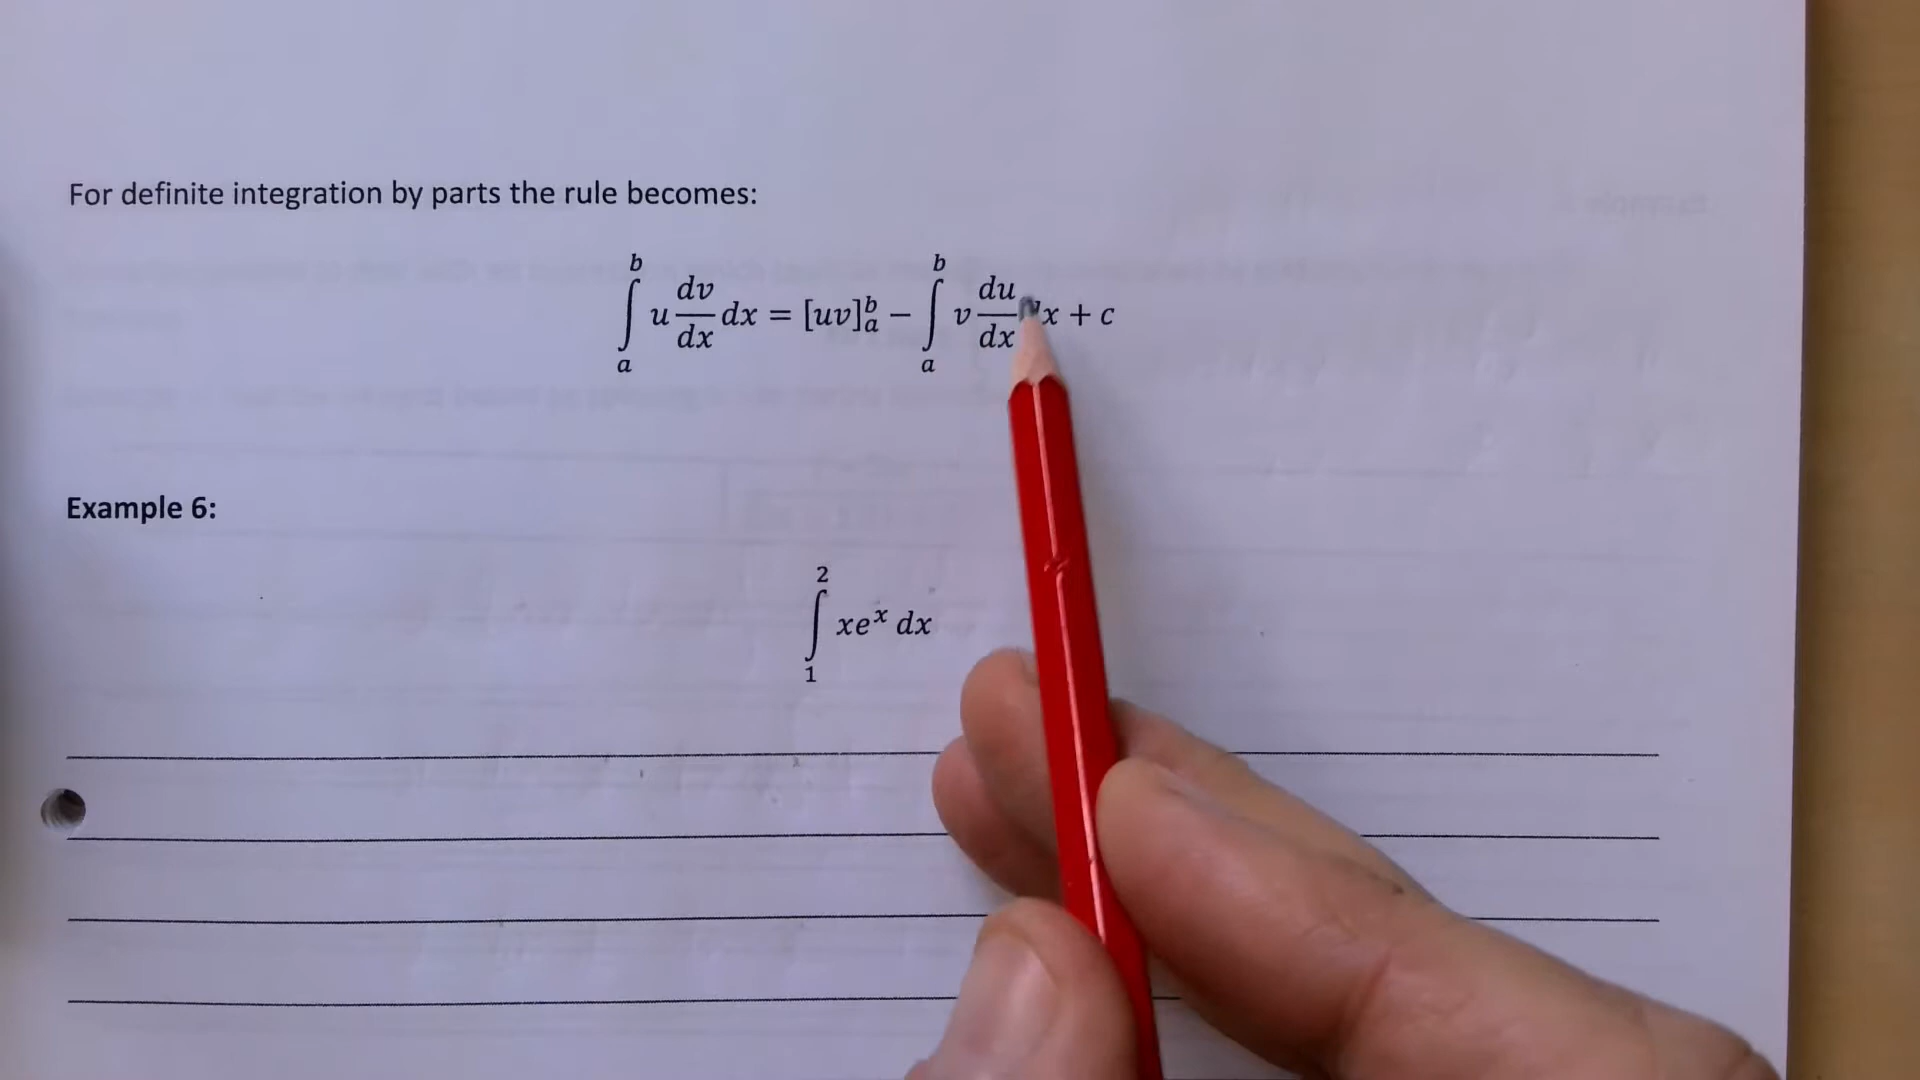 For definite integration by parts the rule becomes:
∫ₐᵇ u dv/dx dx = [uv]ₐᵇ − ∫ₐᵇ v du/dx dx + c
Example 6:
∫₁² xeˣ dx